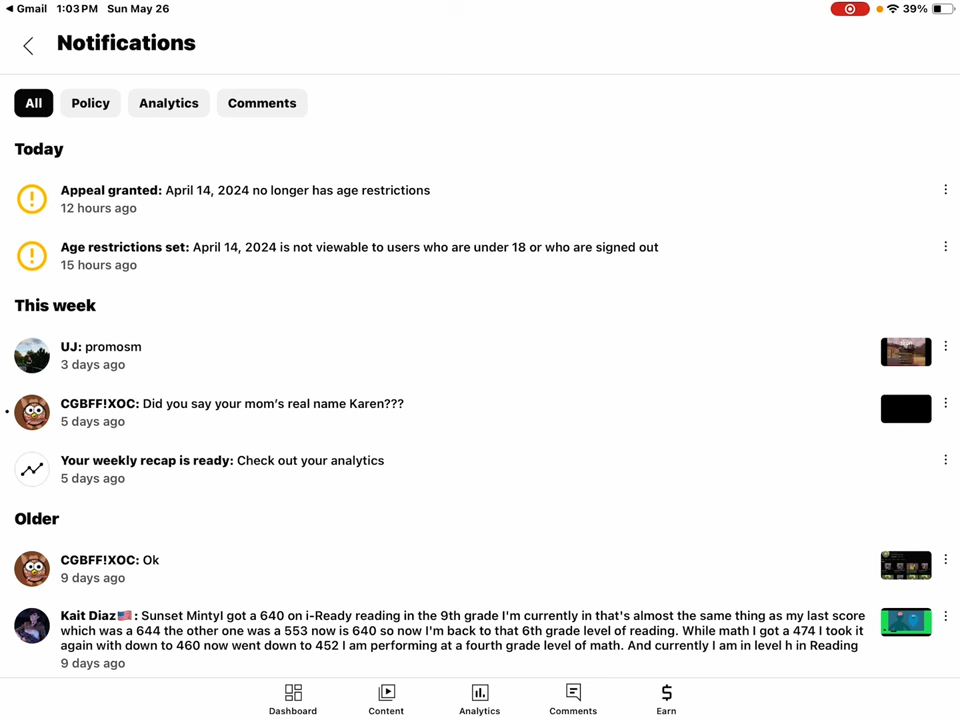 ◀ Gmail 1:03 PM Sun May 26 39%
Notifications
All Policy Analytics Comments
Today
Appeal granted: April 14, 2024 no longer has age restrictions
12 hours ago
Age restrictions set: April 14, 2024 is not viewable to users who are under 18 or who are signed out
15 hours ago
This week
UJ: promosm
3 days ago
CGBFF!XOC: Did you say your mom's real name Karen???
5 days ago
Your weekly recap is ready: Check out your analytics
5 days ago
Older
CGBFF!XOC: Ok
9 days ago
Kait Diaz🇺🇸 : Sunset Mintyl got a 640 on i-Ready reading in the 9th grade I'm currently in that's almost the same thing as my last score
which was a 644 the other one was a 553 now is 640 so now I'm back to that 6th grade level of reading. While math I got a 474 I took it
again with down to 460 now went down to 452 I am performing at a fourth grade level of math. And currently I am in level h in Reading
9 days ago
Dashboard Content Analytics Comments Earn